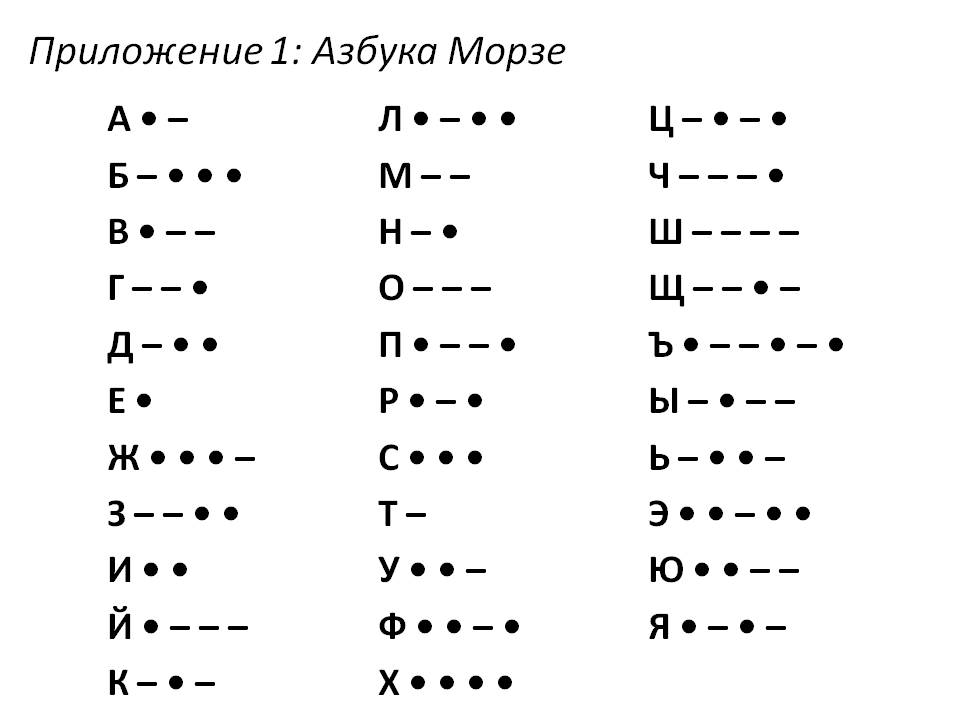 Приложение 1: Азбука Морзе
А • –
Б – • • •
В • – –
Г – – •
Д – • •
Е •
Ж • • • –
З – – • •
И • •
Й • – – –
К – • –
Л • – • •
М – –
Н – •
О – – –
П • – – •
Р • – •
С • • •
Т –
У • • –
Ф • • – •
Х • • • •
Ц – • – •
Ч – – – •
Ш – – – –
Щ – – • –
Ъ • – – • – •
Ы – • – –
Ь – • • –
Э • • – • •
Ю • • – –
Я • – • –